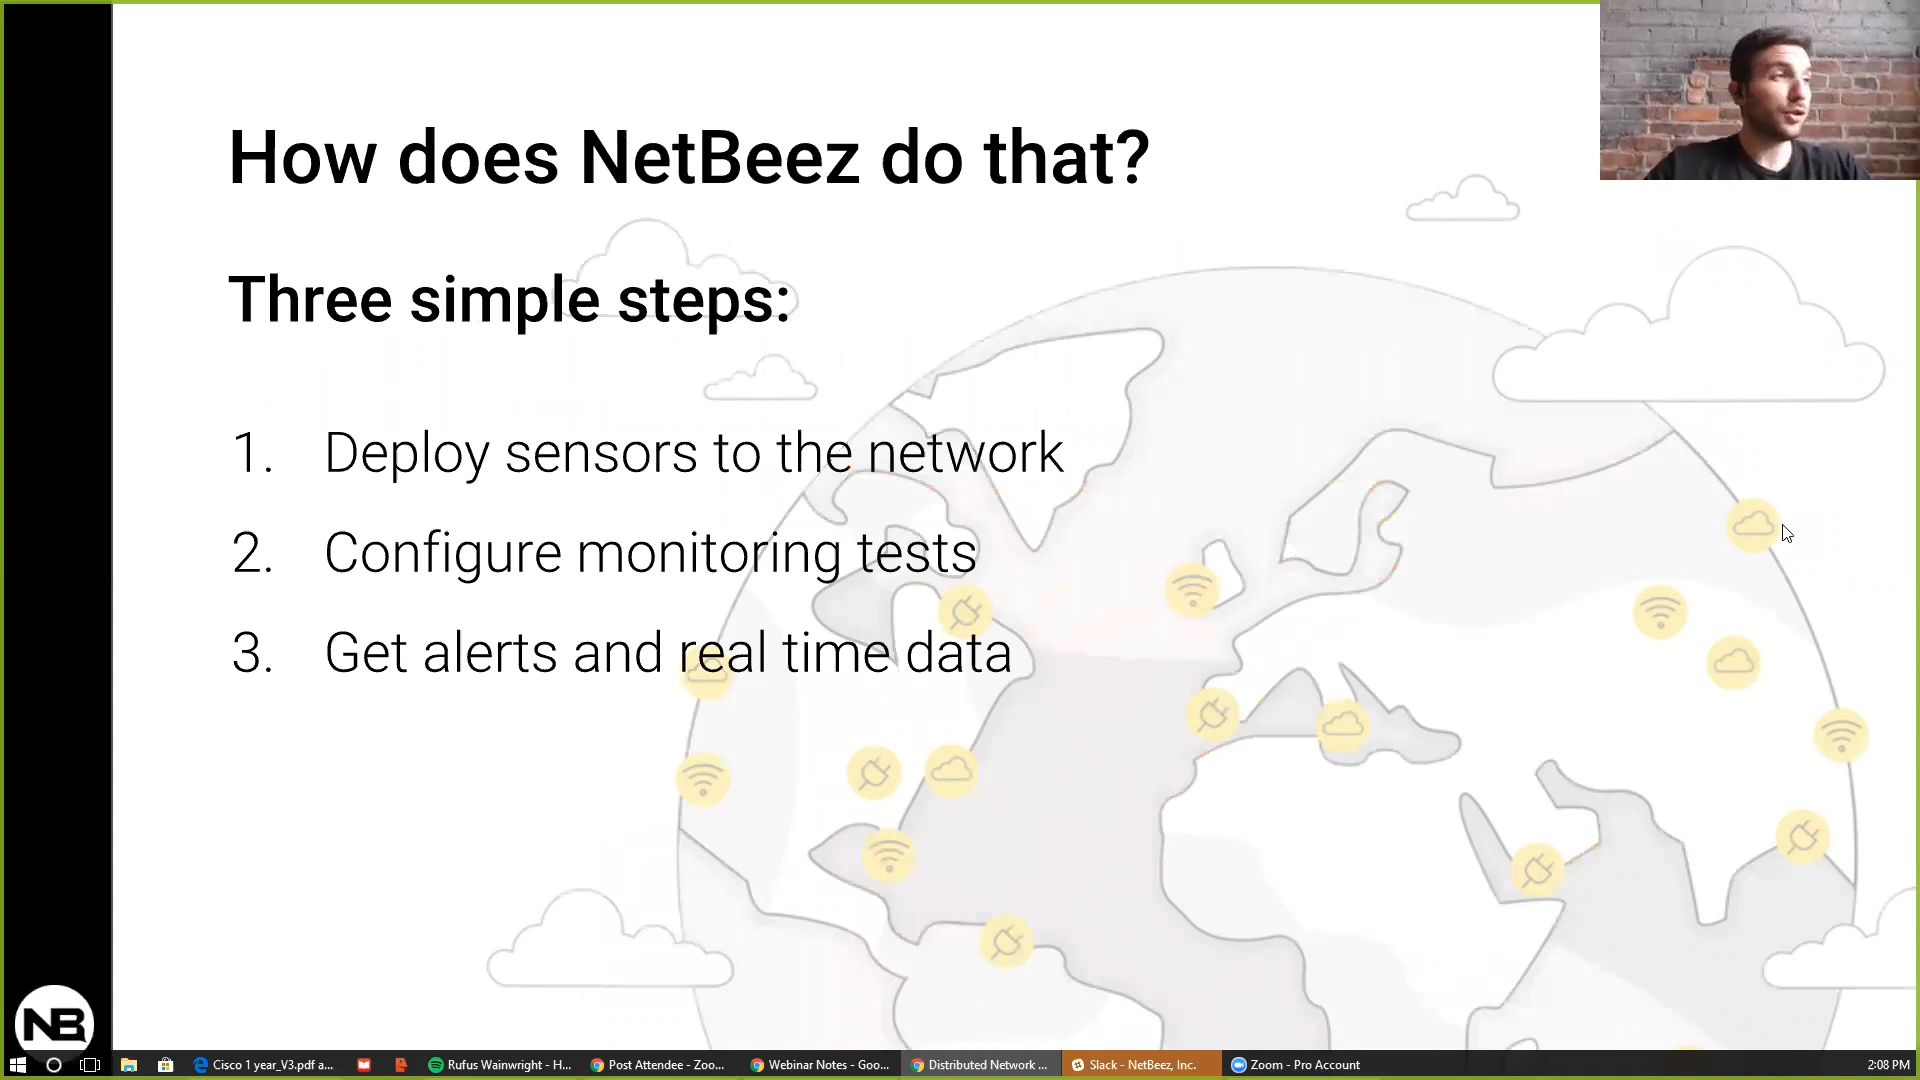 How does NetBeez do that?
Three simple steps:
1. Deploy sensors to the network
2. Configure monitoring tests
3. Get alerts and real time data
NB
Cisco 1 year_V3.pdf a...
Rufus Wainwright - H...
Post Attendee - Zoo...
Webinar Notes - Goo...
Distributed Network ...
Slack - NetBeez, Inc.
Zoom - Pro Account
2:08 PM